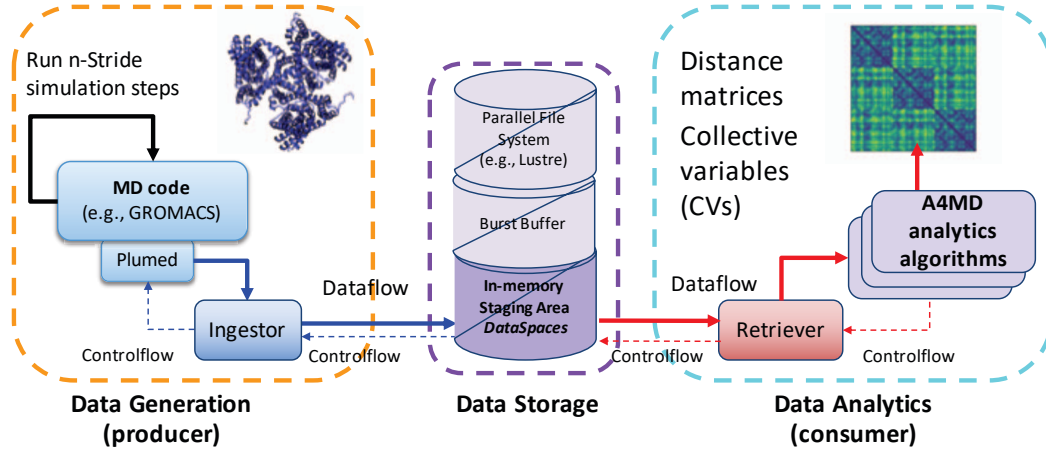 Run n-Stride
simulation steps
MD code
(e.g., GROMACS)
Plumed
Ingestor
Controlflow
Dataflow
Controlflow
Data Generation
(producer)
Parallel File
System
(e.g., Lustre)
Burst Buffer
In-memory
Staging Area
DataSpaces
Data Storage
Distance
matrices
Collective
variables
(CVs)
A4MD
analytics
algorithms
Dataflow
Retriever
Controlflow
Controlflow
Data Analytics
(consumer)